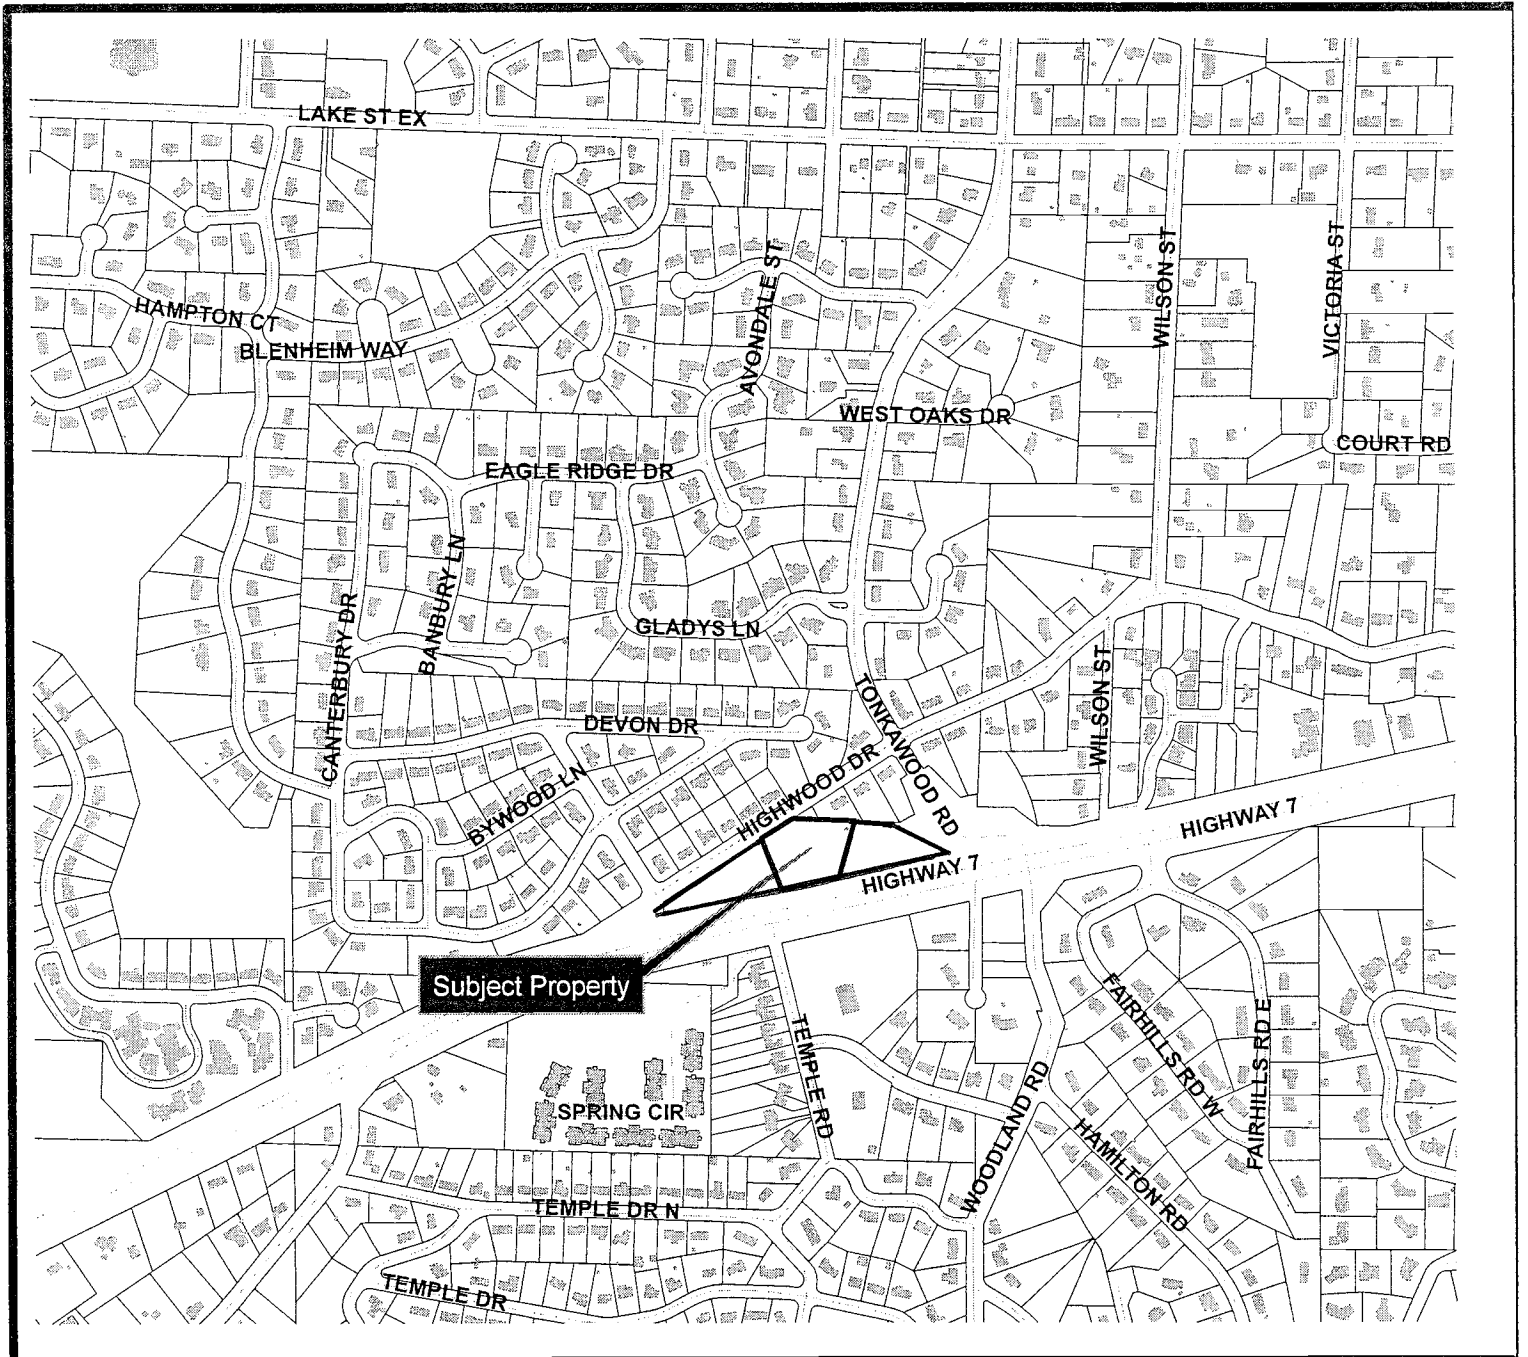 LAKE ST EX
AVONDALE ST
WILSON ST
VICTORIA ST
HAMPTON CT
BLENHEIM WAY
WEST OAKS DR
COURT RD
EAGLE RIDGE DR
BANBURY LN
CANTERBURY DR
GLADYS LN
WILSON ST
TONKAWOOD RD
DEVON DR
BYWOOD LN
HIGHWOOD DR
HIGHWAY 7
HIGHWAY 7
Subject Property
TEMPLE RD
FAIRHILLS RD W
FAIRHILLS RD E
SPRING CIR
WOODLAND RD
HAMILTON RD
TEMPLE DR N
TEMPLE DR